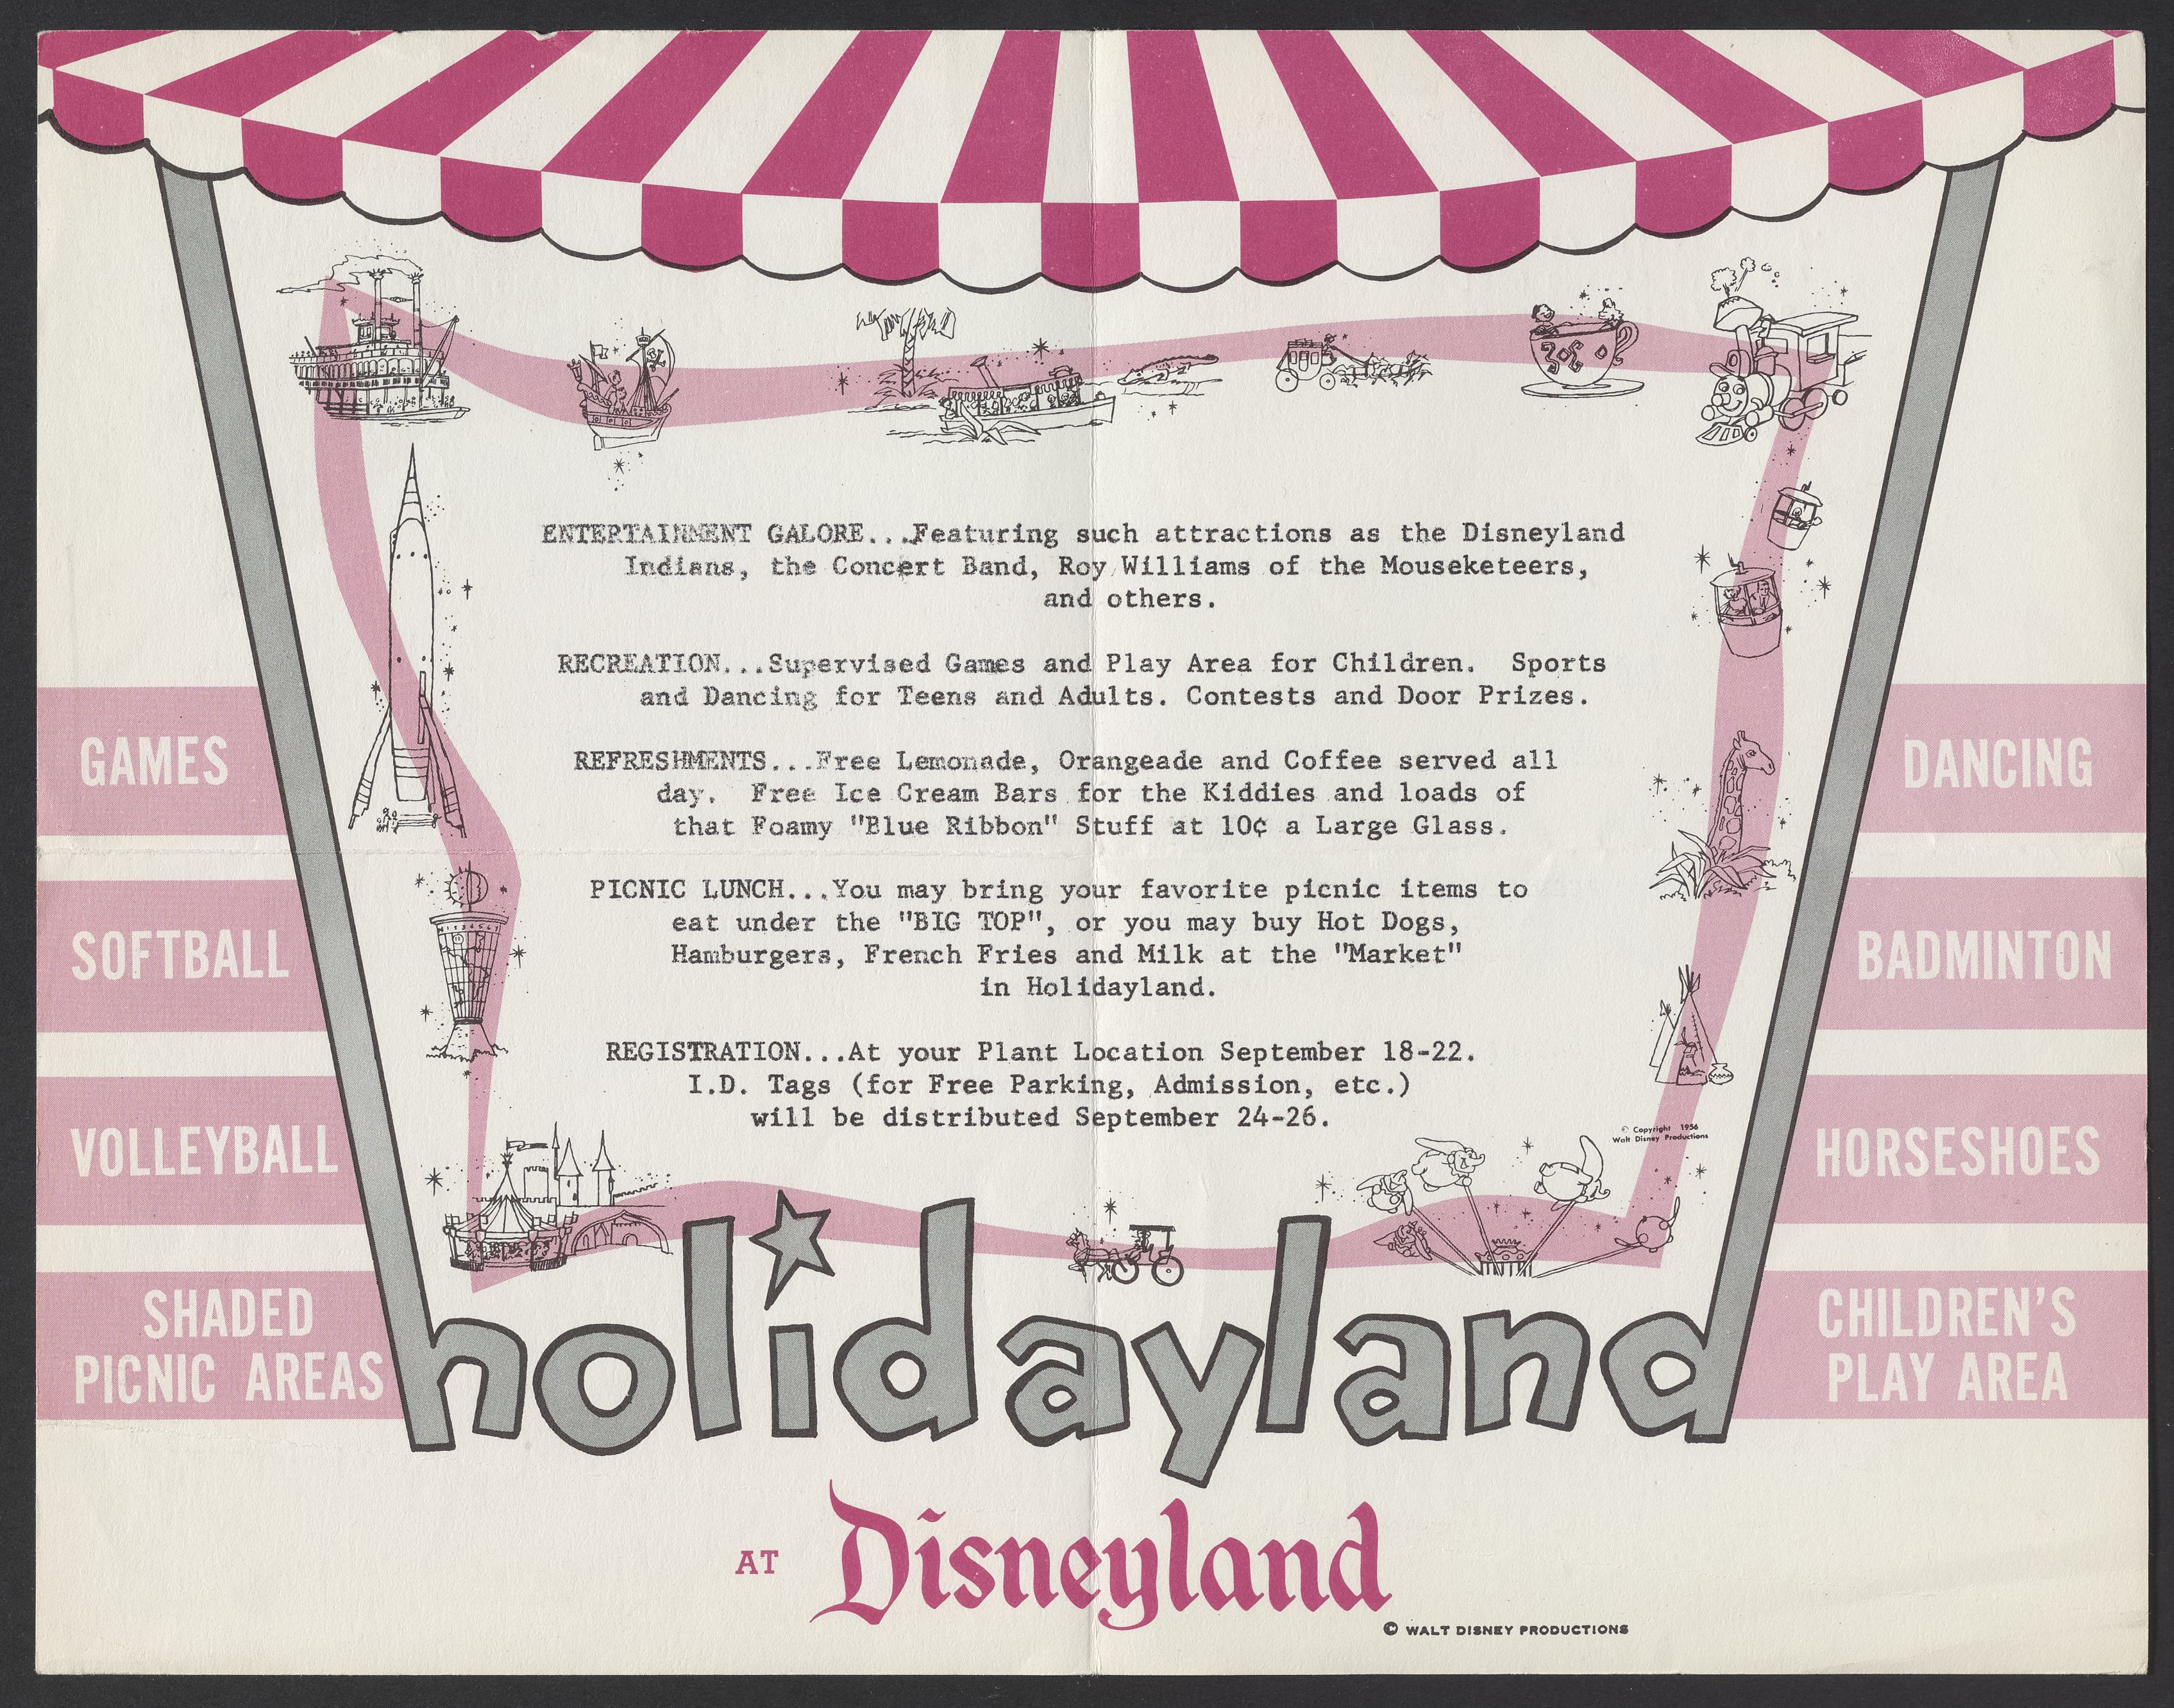 ENTERTAINMENT GALORE...Featuring such attractions as the Disneyland
Indians, the Concert Band, Roy Williams of the Mouseketeers,
and others.
RECREATION...Supervised Games and Play Area for Children.  Sports
and Dancing for Teens and Adults. Contests and Door Prizes.
REFRESHMENTS...Free Lemonade, Orangeade and Coffee served all
day.  Free Ice Cream Bars for the Kiddies and loads of
that Foamy "Blue Ribbon" Stuff at 10¢ a Large Glass.
PICNIC LUNCH...You may bring your favorite picnic items to
eat under the "BIG TOP", or you may buy Hot Dogs,
Hamburgers, French Fries and Milk at the "Market"
in Holidayland.
REGISTRATION...At your Plant Location September 18-22.
I.D. Tags (for Free Parking, Admission, etc.)
will be distributed September 24-26.
© Copyright 1956
Walt Disney Productions
GAMES
SOFTBALL
VOLLEYBALL
SHADED
PICNIC AREAS
DANCING
BADMINTON
HORSESHOES
CHILDREN'S
PLAY AREA
holidayland
AT Disneyland
© WALT DISNEY PRODUCTIONS